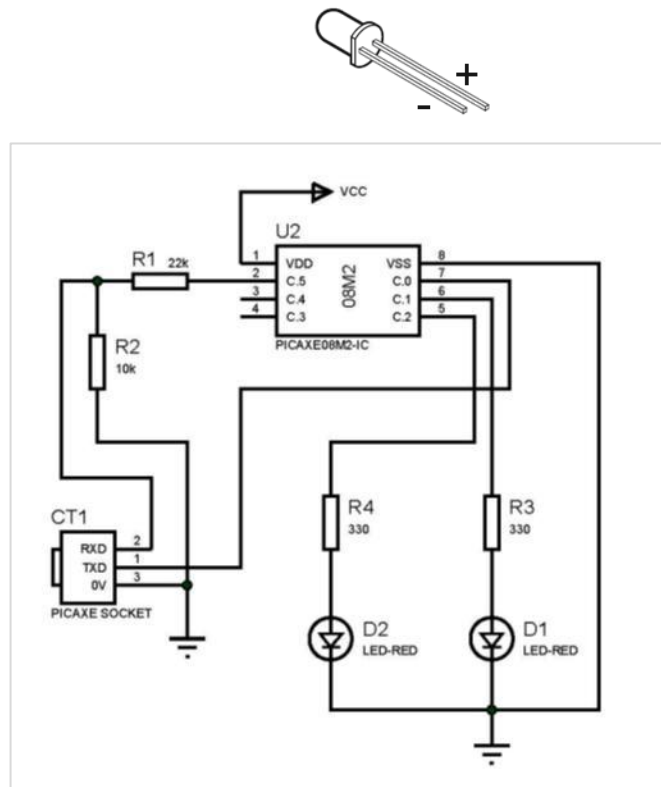 +
-
VCC
U2
R1 22k
1 VDD VSS 8
2 C.5 C.0 7
3 C.4 C.1 6
4 C.3 C.2 5
08M2
PICAXE08M2-IC
R2
10k
R4
330
R3
330
CT1
RXD 2
TXD 1
0V 3
PICAXE SOCKET
D2
LED-RED
D1
LED-RED